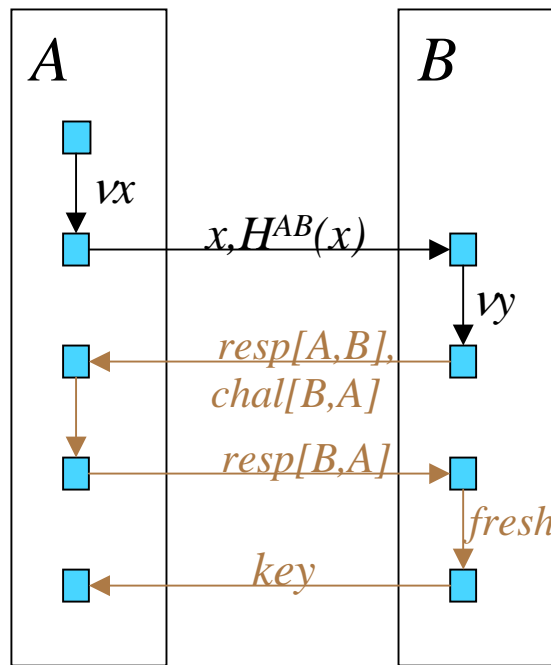 A
B
νx
x,H^{AB}(x)
νy
resp[A,B],
chal[B,A]
resp[B,A]
fresh
key